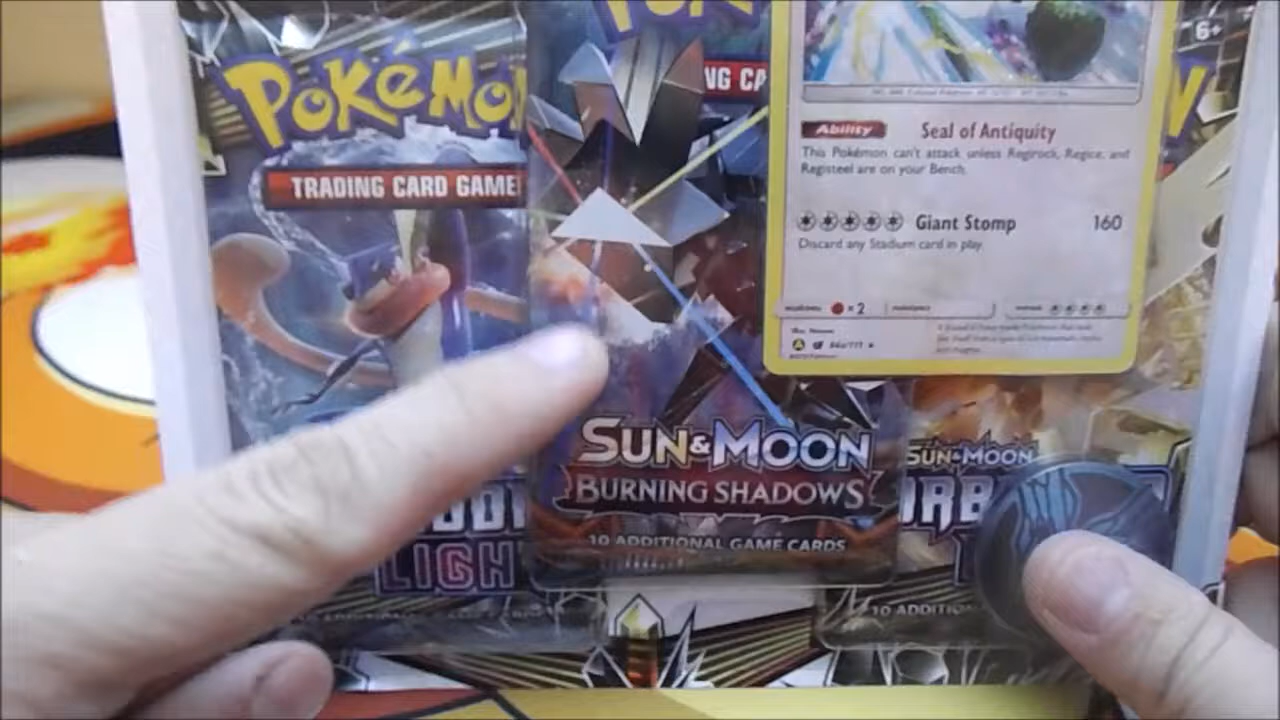 POKéMO
TRADING CARD GAME
NG CA
6+
Ability Seal of Antiquity
This Pokémon can't attack unless Regirock, Regice, and
Registeel are on your Bench.
Giant Stomp 160
Discard any Stadium card in play.
×2
SUN&MOON
BURNING SHADOWS
10 ADDITIONAL GAME CARDS
LIGH
SUN&MOON
RB
10 ADDITIO